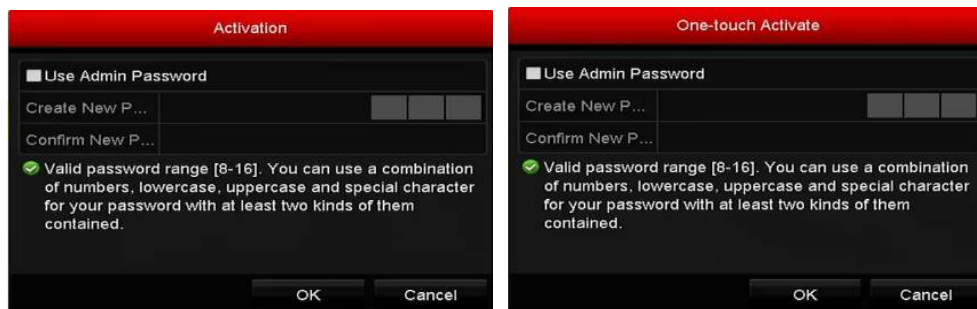 Activation
Use Admin Password
Create New P...
Confirm New P...
Valid password range [8-16]. You can use a combination
of numbers, lowercase, uppercase and special character
for your password with at least two kinds of them
contained.
OK Cancel
One-touch Activate
Use Admin Password
Create New P...
Confirm New P...
Valid password range [8-16]. You can use a combination
of numbers, lowercase, uppercase and special character
for your password with at least two kinds of them
contained.
OK Cancel